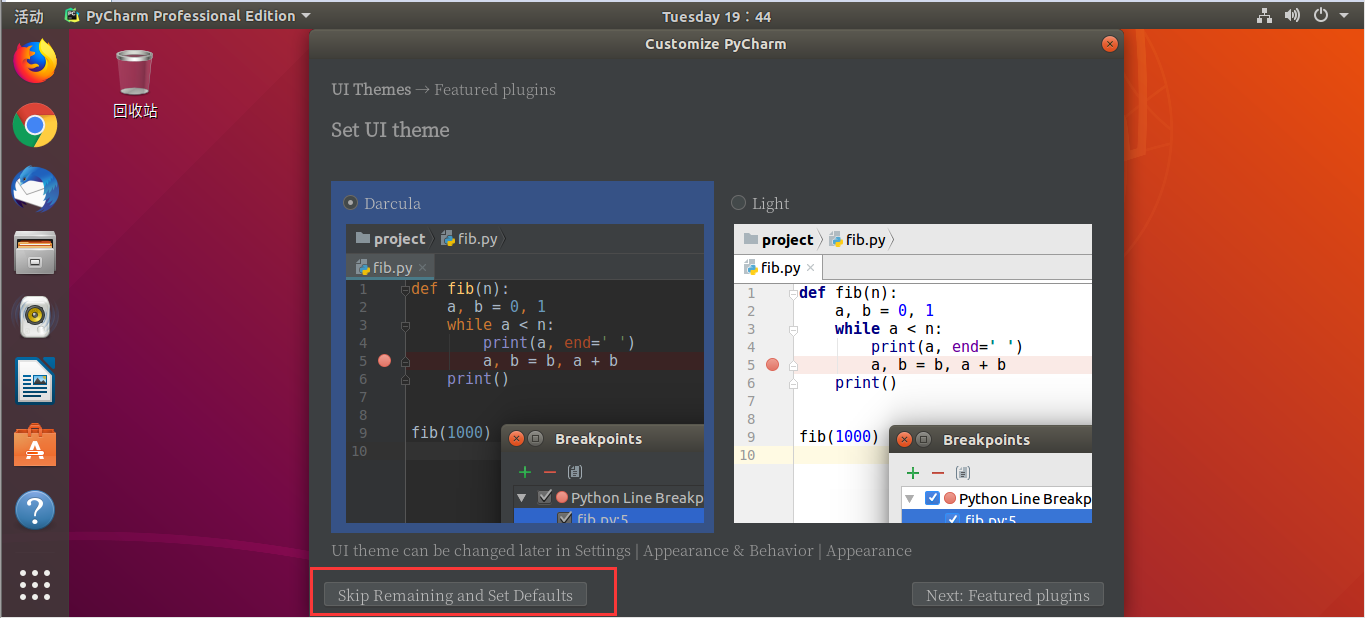 活动 PyCharm Professional Edition Tuesday 19：44
Customize PyCharm
回收站
UI Themes → Featured plugins
Set UI theme
Darcula
project fib.py
fib.py
1 def fib(n):
2 a, b = 0, 1
3 while a < n:
4 print(a, end=' ')
5 a, b = b, a + b
6 print()
7
8
9 fib(1000)
10
Breakpoints
Python Line Breakp
fib.py:5
Light
project fib.py
fib.py
1 def fib(n):
2 a, b = 0, 1
3 while a < n:
4 print(a, end=' ')
5 a, b = b, a + b
6 print()
7
8
9 fib(1000)
10
Breakpoints
Python Line Breakp
fib.py:5
UI theme can be changed later in Settings | Appearance & Behavior | Appearance
Skip Remaining and Set Defaults
Next: Featured plugins